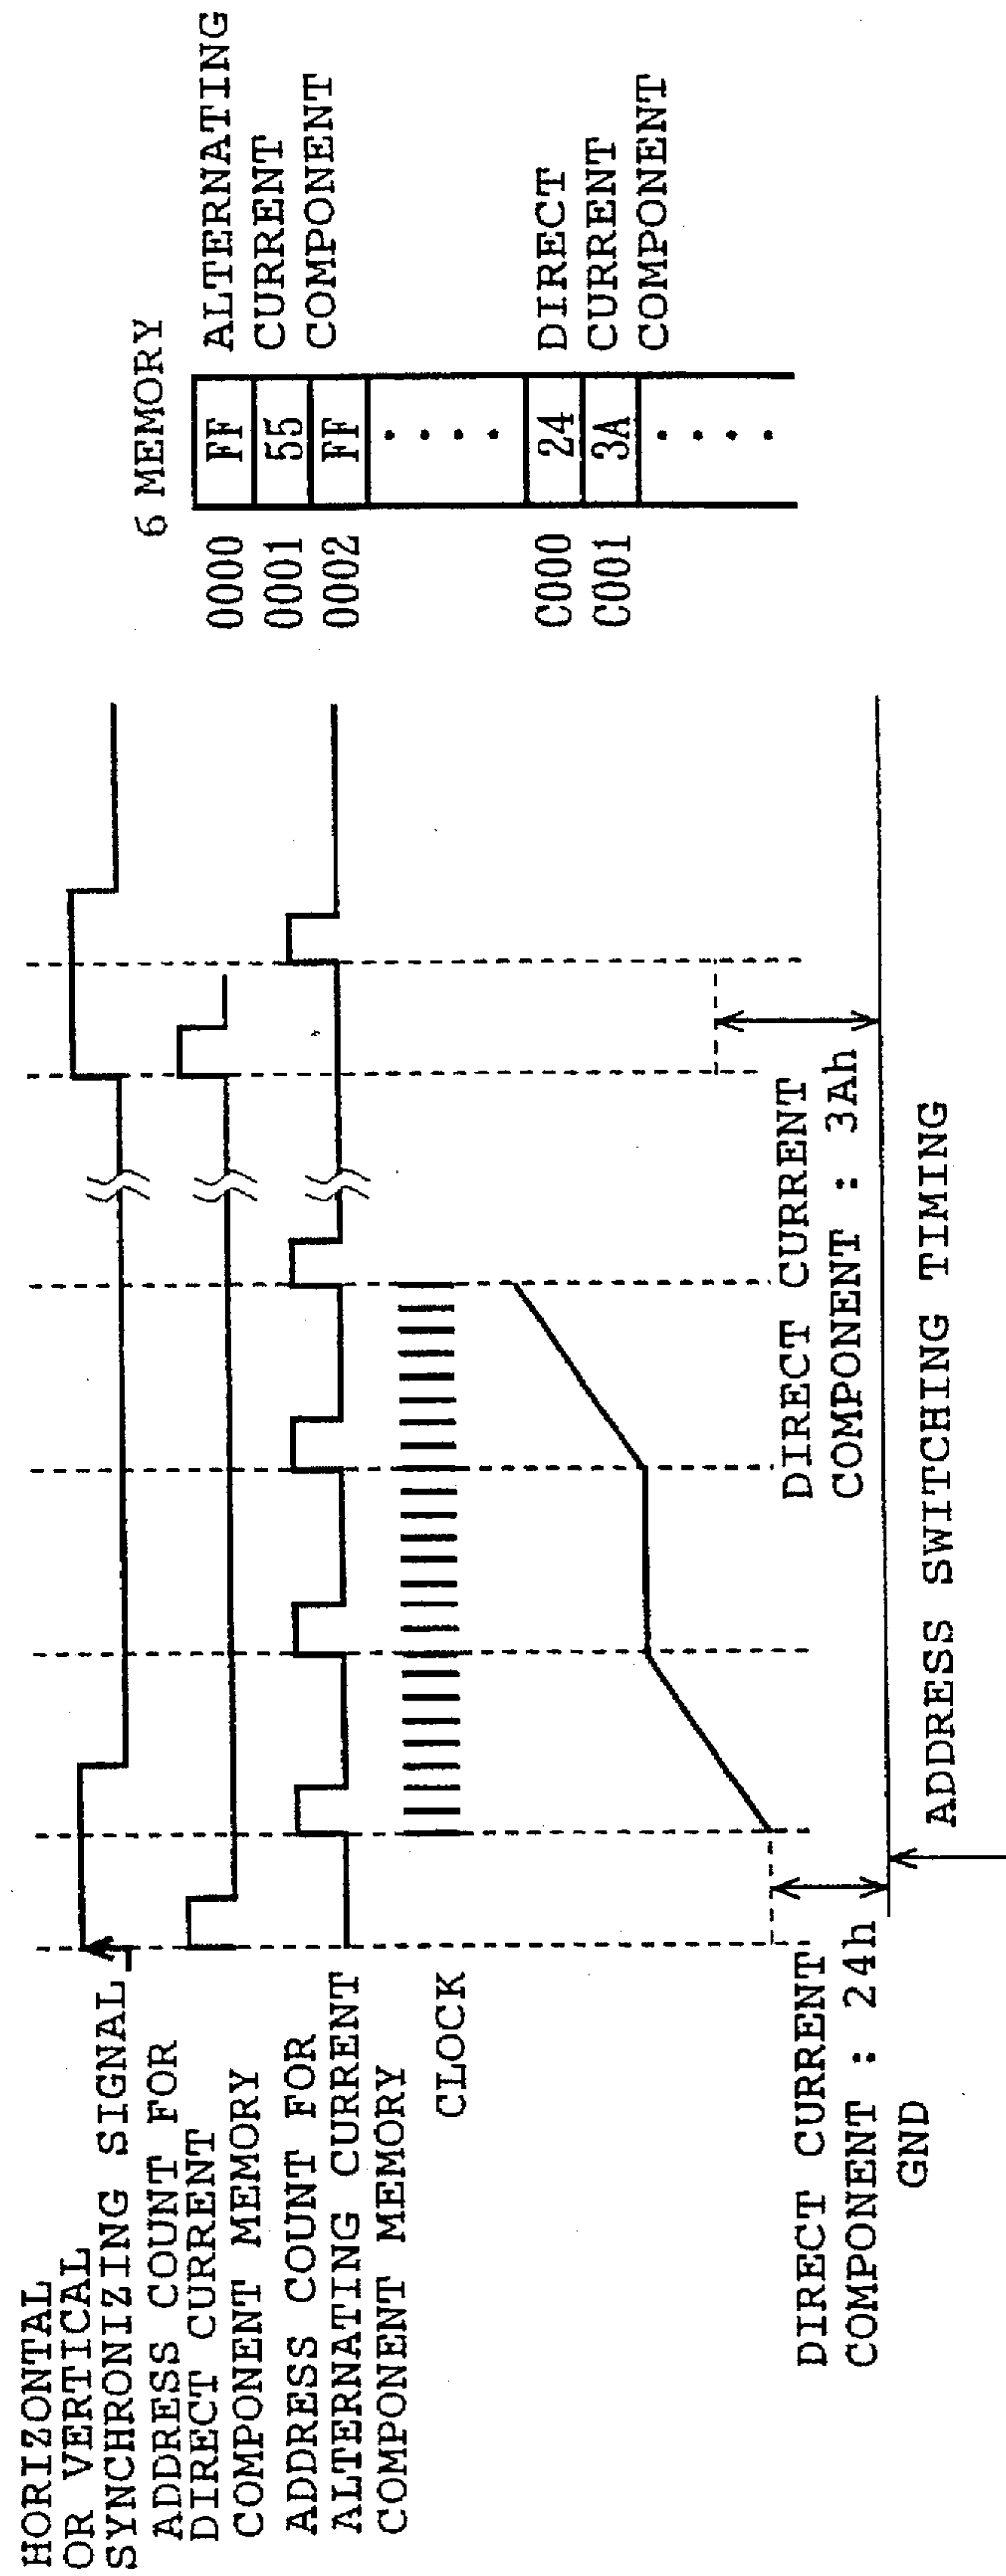 HORIZONTAL
OR VERTICAL
SYNCHRONIZING SIGNAL
ADDRESS COUNT FOR
DIRECT CURRENT
COMPONENT MEMORY
ADDRESS COUNT FOR
ALTERNATING CURRENT
COMPONENT MEMORY
CLOCK
DIRECT CURRENT
COMPONENT : 24h
GND
DIRECT CURRENT
COMPONENT : 3Ah
ADDRESS SWITCHING TIMING
6 MEMORY
0000 FF ALTERNATING
0001 55 CURRENT
0002 FF COMPONENT
C000 24 DIRECT
C001 3A CURRENT
COMPONENT